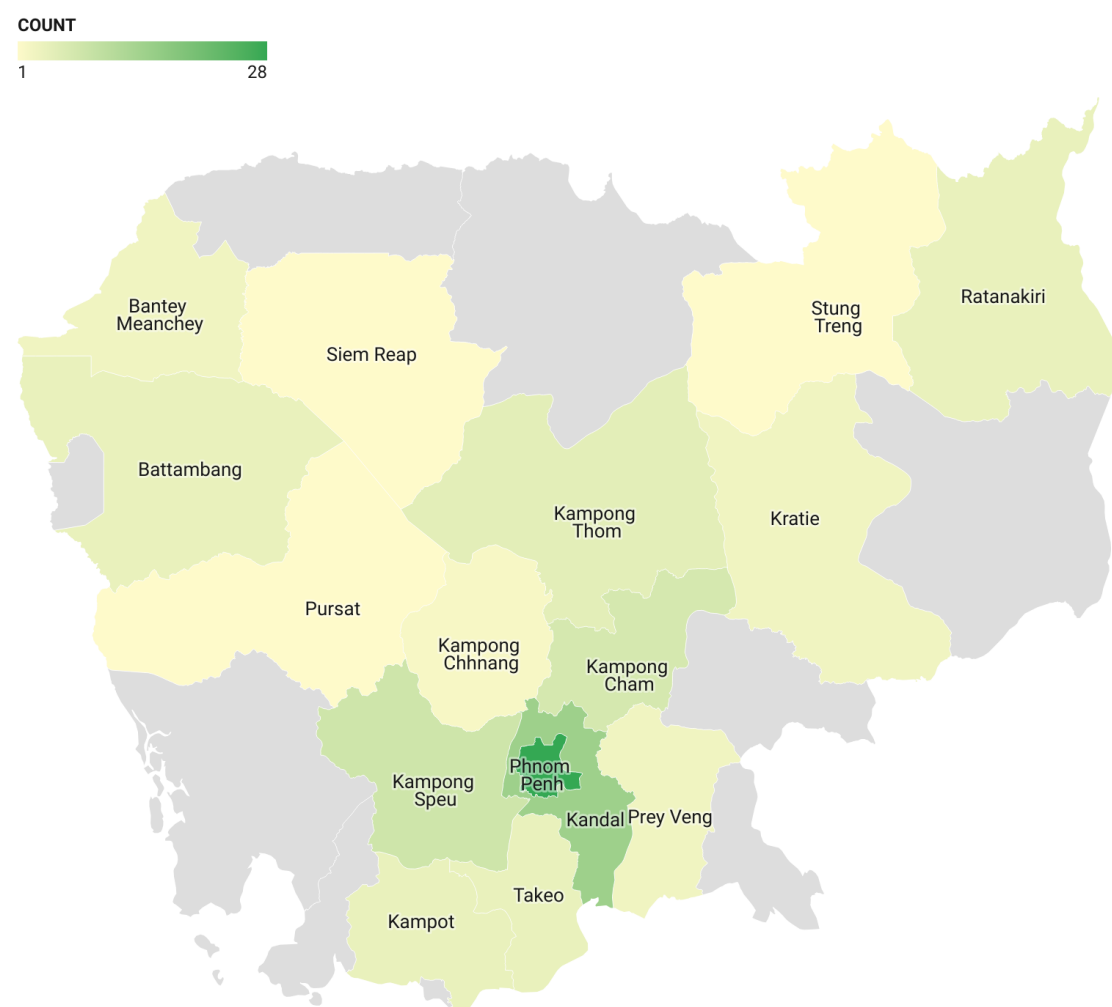 COUNT
1 28
Bantey
Meanchey
Siem Reap
Stung
Treng
Ratanakiri
Battambang
Kampong
Thom
Kratie
Pursat
Kampong
Chhnang
Kampong
Cham
Phnom
Penh
Kampong
Speu
Kandal
Prey Veng
Takeo
Kampot